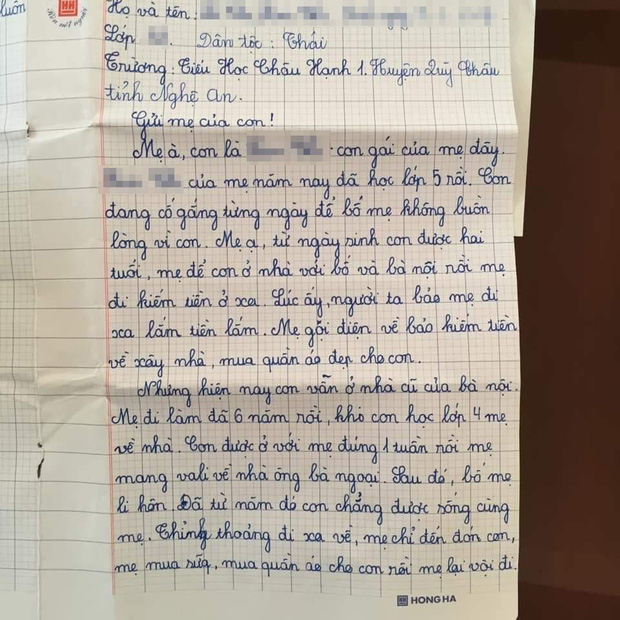 luôn
HH
Nên nét người
Họ và tên:
Lớp . Dân tộc: Thái
Trường: Tiểu Học Châu Hạnh 1. Huyện Quỳ Châu
tỉnh Nghệ An.
Gửi mẹ của con!
Mẹ à, con là con gái của mẹ đây.
của mẹ năm nay đã học lớp 5 rồi. Con
đang cố gắng từng ngày để bố mẹ không buồn
lòng vì con. Mẹ ạ, từ ngày sinh con được hai
tuổi, mẹ để con ở nhà với bố và bà nội rồi mẹ
đi kiếm tiền ở xa. Lúc ấy, người ta bảo mẹ đi
xa lắm tiền lắm. Mẹ gọi điện về bảo kiếm tiền
về xây nhà, mua quần áo đẹp cho con.
Nhưng hiện nay con vẫn ở nhà cũ của bà nội.
Mẹ đi làm đã 6 năm rồi, khi con học lớp 4 mẹ
về nhà. Con được ở với mẹ đúng 1 tuần rồi mẹ
mang vali về nhà ông bà ngoại. Sau đó, bố mẹ
li hôn. Đã từ năm đó con chẳng được sống cùng
mẹ. Thỉnh thoảng đi xa về, mẹ chỉ đến đón con,
mẹ mua sữa, mua quần áo cho con rồi mẹ lại vội đi.
HH HONG HA